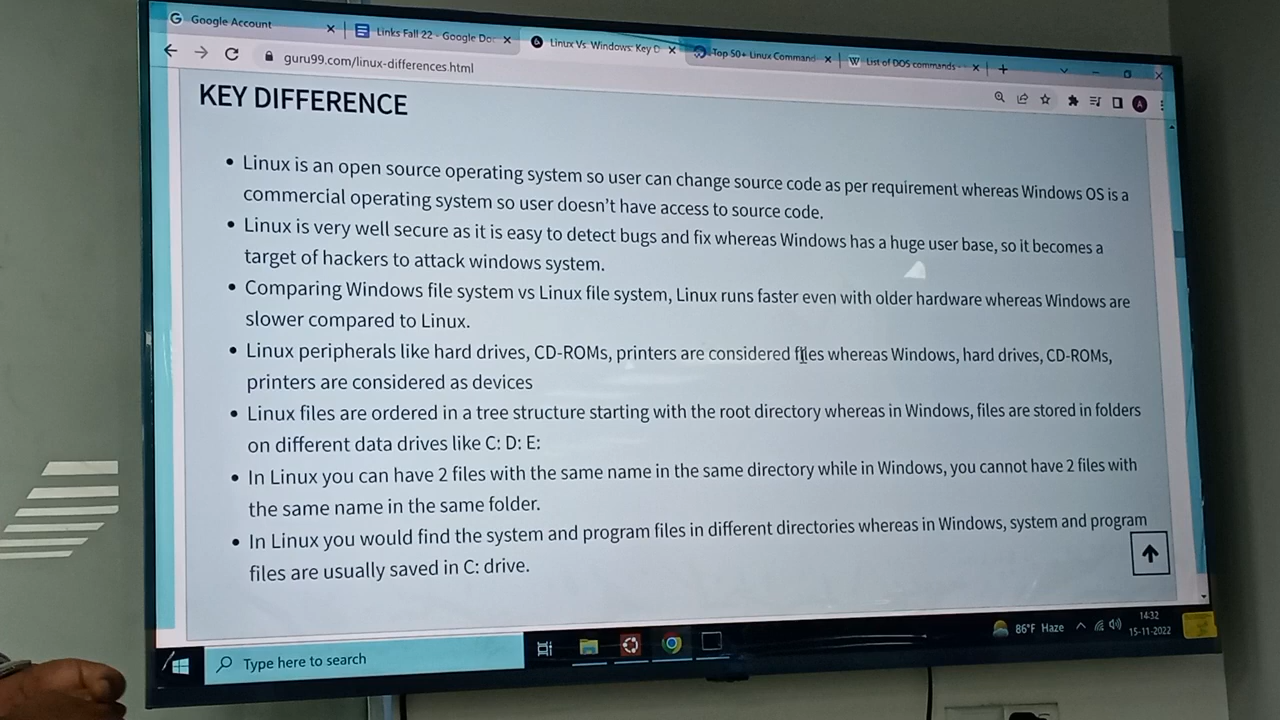 Google Account
Links Fall 22 - Google Do
Linux Vs Windows: Key D
Top 50+ Linux Command
List of DOS commands -
guru99.com/linux-differences.html
A
KEY DIFFERENCE
• Linux is an open source operating system so user can change source code as per requirement whereas Windows OS is a
commercial operating system so user doesn't have access to source code.
• Linux is very well secure as it is easy to detect bugs and fix whereas Windows has a huge user base, so it becomes a
target of hackers to attack windows system.
• Comparing Windows file system vs Linux file system, Linux runs faster even with older hardware whereas Windows are
slower compared to Linux.
• Linux peripherals like hard drives, CD-ROMs, printers are considered files whereas Windows, hard drives, CD-ROMs,
printers are considered as devices
• Linux files are ordered in a tree structure starting with the root directory whereas in Windows, files are stored in folders
on different data drives like C: D: E:
• In Linux you can have 2 files with the same name in the same directory while in Windows, you cannot have 2 files with
the same name in the same folder.
• In Linux you would find the system and program files in different directories whereas in Windows, system and program
files are usually saved in C: drive.
Type here to search
86°F Haze
14:32
15-11-2022